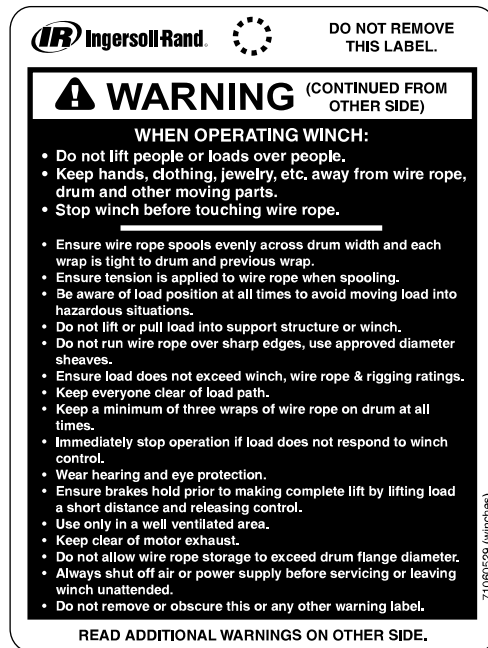 IR Ingersoll-Rand®
DO NOT REMOVE
THIS LABEL.
WARNING (CONTINUED FROM
OTHER SIDE)
WHEN OPERATING WINCH:
• Do not lift people or loads over people.
• Keep hands, clothing, jewelry, etc. away from wire rope,
drum and other moving parts.
• Stop winch before touching wire rope.
• Ensure wire rope spools evenly across drum width and each
wrap is tight to drum and previous wrap.
• Ensure tension is applied to wire rope when spooling.
• Be aware of load position at all times to avoid moving load into
hazardous situations.
• Do not lift or pull load into support structure or winch.
• Do not run wire rope over sharp edges, use approved diameter
sheaves.
• Ensure load does not exceed winch, wire rope & rigging ratings.
• Keep everyone clear of load path.
• Keep a minimum of three wraps of wire rope on drum at all
times.
• Immediately stop operation if load does not respond to winch
control.
• Wear hearing and eye protection.
• Ensure brakes hold prior to making complete lift by lifting load
a short distance and releasing control.
• Use only in a well ventilated area.
• Keep clear of motor exhaust.
• Do not allow wire rope storage to exceed drum flange diameter.
• Always shut off air or power supply before servicing or leaving
winch unattended.
• Do not remove or obscure this or any other warning label.
71060529 (winches)
READ ADDITIONAL WARNINGS ON OTHER SIDE.